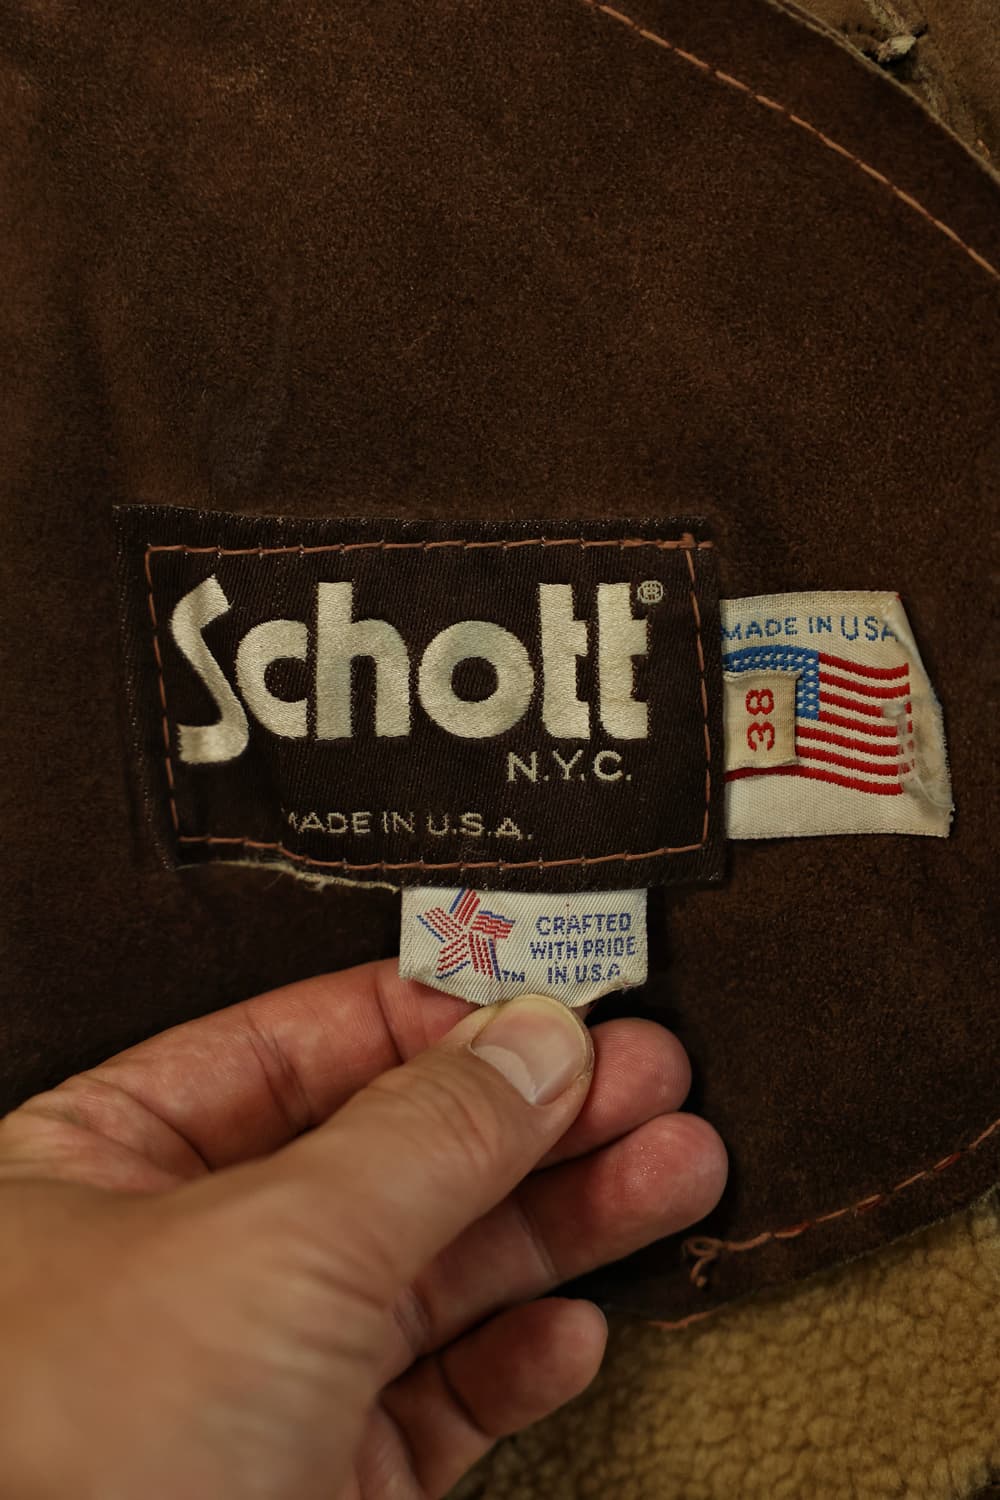 Schott®
N.Y.C.
MADE IN U.S.A.
MADE IN USA
38
CRAFTED
WITH PRIDE
IN U.S.A
TM